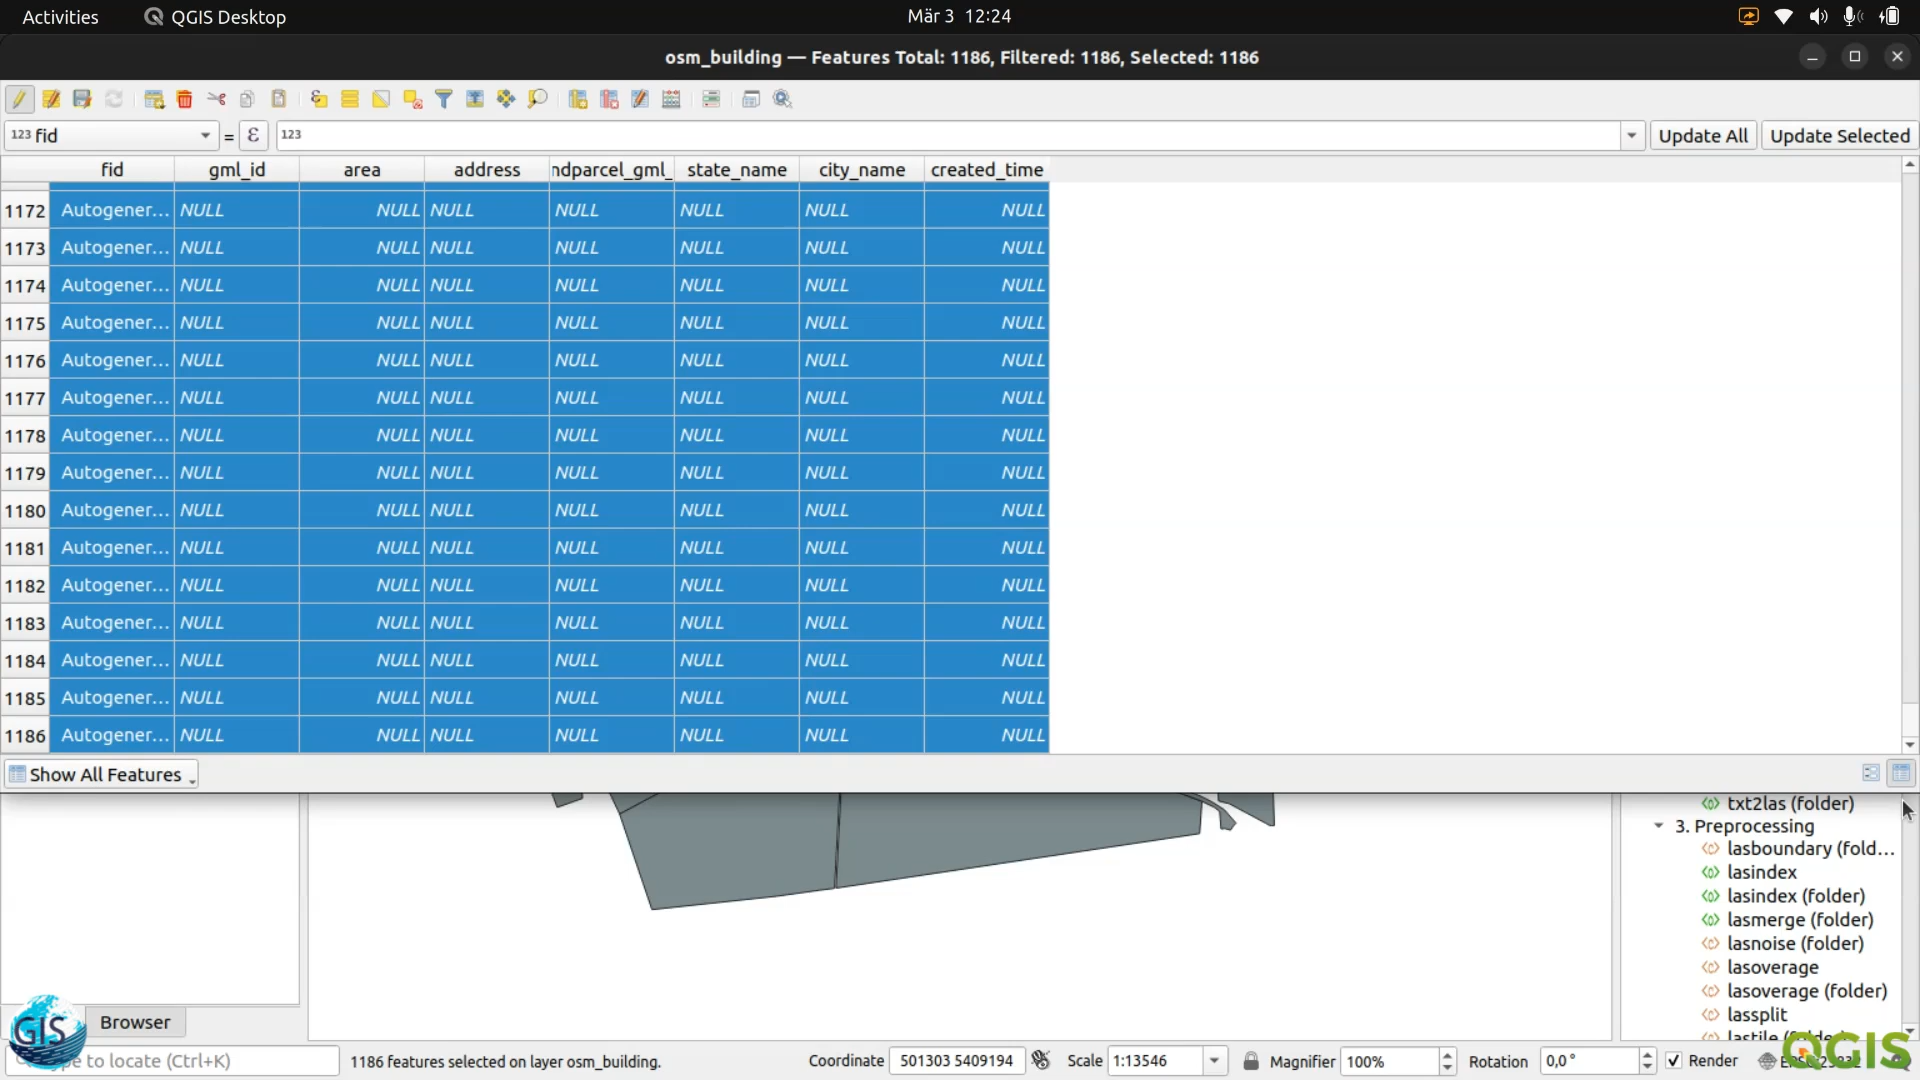 Activities QGIS Desktop Mär 3 12:24
osm_building — Features Total: 1186, Filtered: 1186, Selected: 1186
123 fid = ε 123 Update All Update Selected
fid gml_id area address ndparcel_gml_ state_name city_name created_time
1172 Autogener... NULL NULL NULL NULL NULL NULL NULL
1173 Autogener... NULL NULL NULL NULL NULL NULL NULL
1174 Autogener... NULL NULL NULL NULL NULL NULL NULL
1175 Autogener... NULL NULL NULL NULL NULL NULL NULL
1176 Autogener... NULL NULL NULL NULL NULL NULL NULL
1177 Autogener... NULL NULL NULL NULL NULL NULL NULL
1178 Autogener... NULL NULL NULL NULL NULL NULL NULL
1179 Autogener... NULL NULL NULL NULL NULL NULL NULL
1180 Autogener... NULL NULL NULL NULL NULL NULL NULL
1181 Autogener... NULL NULL NULL NULL NULL NULL NULL
1182 Autogener... NULL NULL NULL NULL NULL NULL NULL
1183 Autogener... NULL NULL NULL NULL NULL NULL NULL
1184 Autogener... NULL NULL NULL NULL NULL NULL NULL
1185 Autogener... NULL NULL NULL NULL NULL NULL NULL
1186 Autogener... NULL NULL NULL NULL NULL NULL NULL
Show All Features
txt2las (folder)
3. Preprocessing
lasboundary (fold...
lasindex
lasindex (folder)
lasmerge (folder)
lasnoise (folder)
lasoverage
lasoverage (folder)
lassplit
GIS Browser
QGIS
to locate (Ctrl+K) 1186 features selected on layer osm_building. Coordinate 501303 5409194 Scale 1:13546 Magnifier 100% Rotation 0,0 ° Render